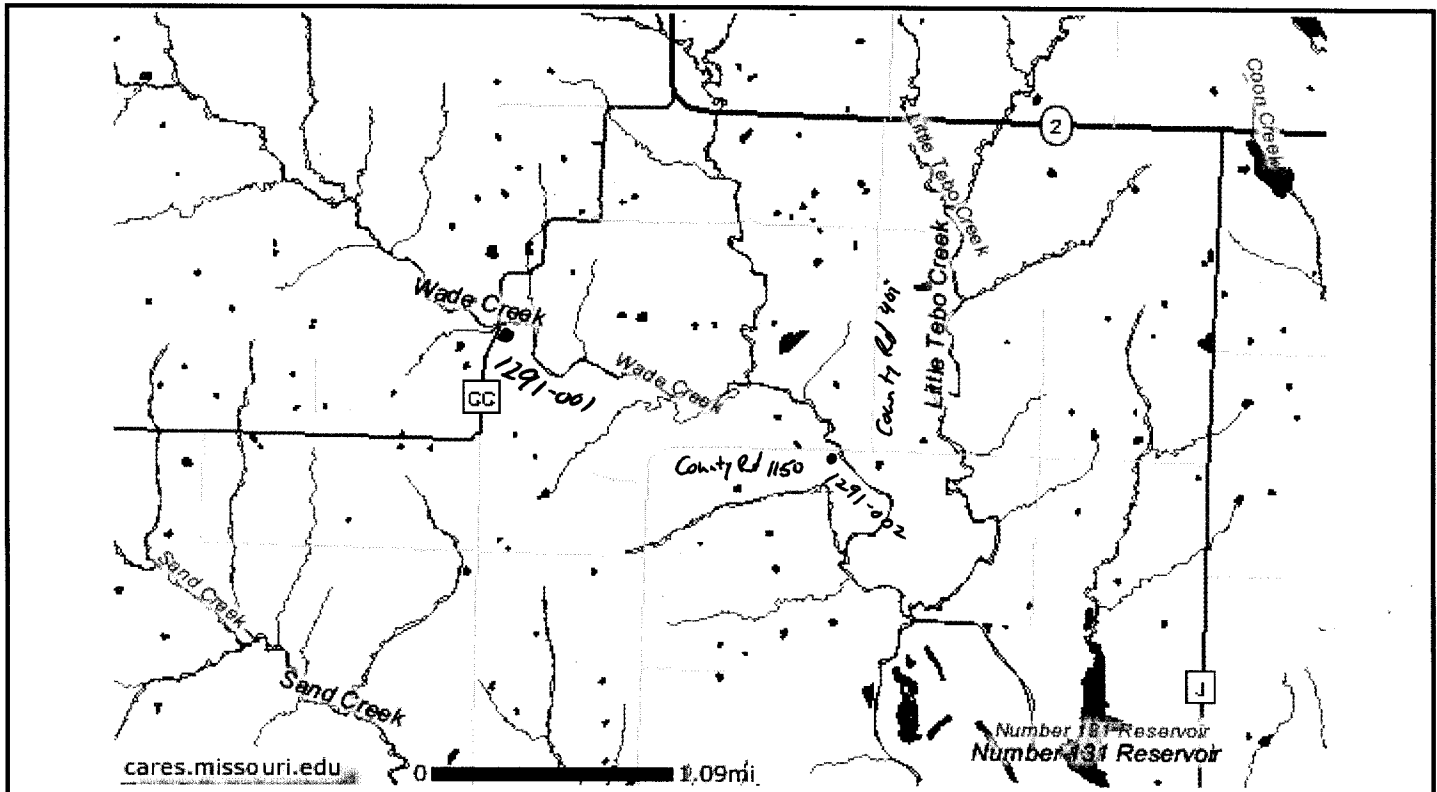 Coon Creek
2
Little Tebo Creek
Little Tebo Creek
County Rd 401
Wade Creek
1291-001
Wade Creek
CC
County Rd 1150
1291-002
Sand Creek
Sand Creek
J
Number 131 Reservoir
Number 131 Reservoir
cares.missouri.edu
0 1.09mi